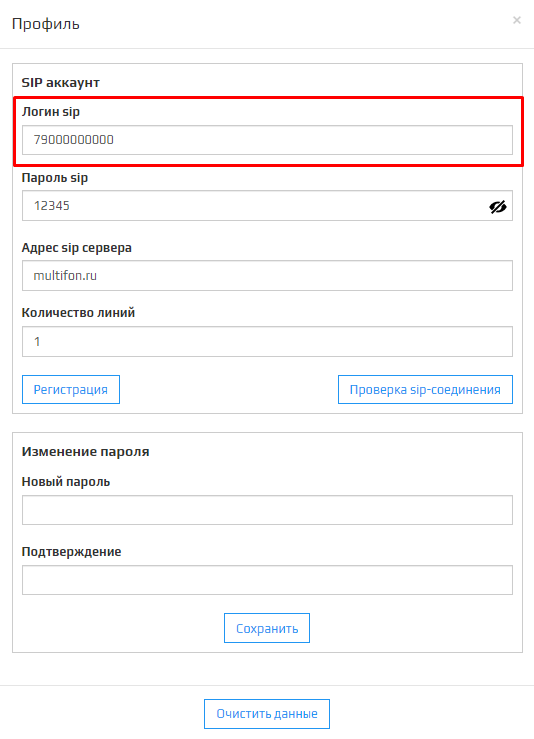 Профиль
×
SIP аккаунт
Логин sip
79000000000
Пароль sip
12345
Адрес sip сервера
multifon.ru
Количество линий
1
Регистрация
Проверка sip-соединения
Изменение пароля
Новый пароль
Подтверждение
Сохранить
Очистить данные